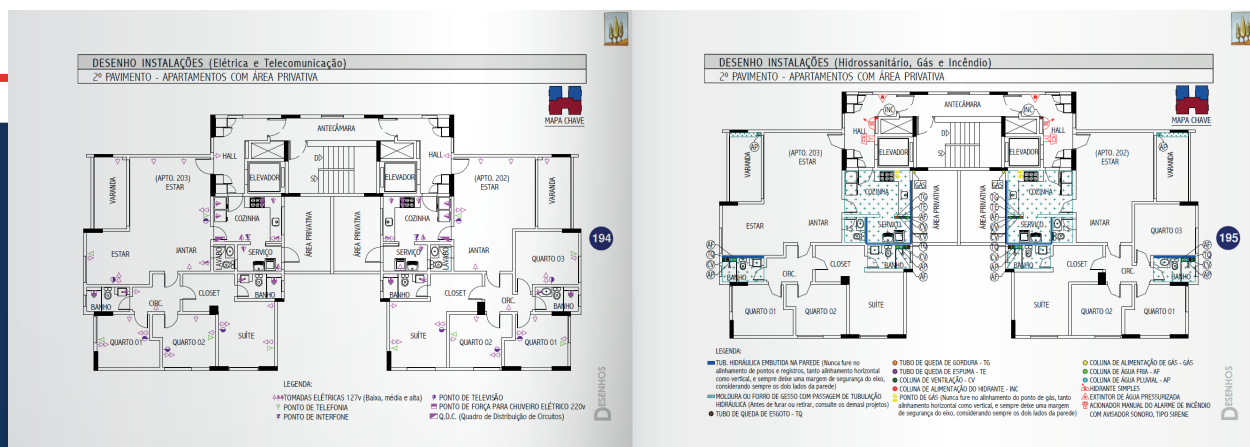 DESENHO INSTALAÇÕES (Elétrica e Telecomunicação)
2º PAVIMENTO - APARTAMENTOS COM ÁREA PRIVATIVA
MAPA CHAVE
ANTECÂMARA
HALL
HALL
D
S
ELEVADOR
ELEVADOR
(APTO. 203)
ESTAR
(APTO. 202)
ESTAR
VARANDA
VARANDA
COZINHA
COZINHA
ÁREA PRIVATIVA
ÁREA PRIVATIVA
ESTAR
JANTAR
LAVABO
SERVIÇO
SERVIÇO
LAVABO
JANTAR
QUARTO 03
BANHO
CIRC.
CLOSET
BANHO
BANHO
CLOSET
CIRC.
BANHO
QUARTO 01
QUARTO 02
SUÍTE
SUÍTE
QUARTO 02
QUARTO 01
194
LEGENDA:
TOMADAS ELÉTRICAS 127v (Baixa, média e alta)
PONTO DE TELEFONIA
PONTO DE INTERFONE
PONTO DE TELEVISÃO
PONTO DE FORÇA PARA CHUVEIRO ELÉTRICO 220v
Q.D.C. (Quadro de Distribuição de Circuitos)
DESENHOS
DESENHO INSTALAÇÕES (Hidrossanitário, Gás e Incêndio)
2º PAVIMENTO - APARTAMENTOS COM ÁREA PRIVATIVA
MAPA CHAVE
ANTECÂMARA
INC
INC
HALL
HALL
D
S
ELEVADOR
ELEVADOR
(APTO. 203)
ESTAR
(APTO. 202)
ESTAR
VARANDA
VARANDA
COZINHA
COZINHA
GÁS
GÁS
ÁREA PRIVATIVA
ÁREA PRIVATIVA
ESTAR
JANTAR
SERVIÇO
SERVIÇO
JANTAR
QUARTO 03
BANHO
CIRC.
CLOSET
BANHO
BANHO
CLOSET
CIRC.
BANHO
QUARTO 01
QUARTO 02
SUÍTE
SUÍTE
QUARTO 02
QUARTO 01
195
LEGENDA:
TUB. HIDRÁULICA EMBUTIDA NA PAREDE (Nunca fure no
alinhamento de pontos e registros, tanto alinhamento horizontal
como vertical, e sempre deixe uma margem de segurança do eixo,
considerando sempre os dois lados da parede)
MOLDURA OU FORRO DE GESSO COM PASSAGEM DE TUBULAÇÃO
HIDRÁULICA (Antes de furar ou retirar, consulte os demasi projetos)
TUBO DE QUEDA DE ESGOTO - TQ
TUBO DE QUEDA DE GORDURA - TG
TUBO DE QUEDA DE ESPUMA - TE
COLUNA DE VENTILAÇÃO - CV
COLUNA DE ALIMENTAÇÃO DO HIDRANTE - INC
PONTO DE GÁS (Nunca fure no alinhamento do ponto de gás, tanto
alinhamento horizontal como vertical, e sempre deixe uma margem
de segurança do eixo, considerando sempre os dois lados da parede)
COLUNA DE ALIMENTAÇÃO DE GÁS - GÁS
COLUNA DE ÁGUA FRIA - AF
COLUNA DE ÁGUA PLUVIAL - AP
HIDRANTE SIMPLES
EXTINTOR DE ÁGUA PRESSURIZADA
ACIONADOR MANUAL DO ALARME DE INCÊNDIO
COM AVISADOR SONORO, TIPO SIRENE
DESENHOS